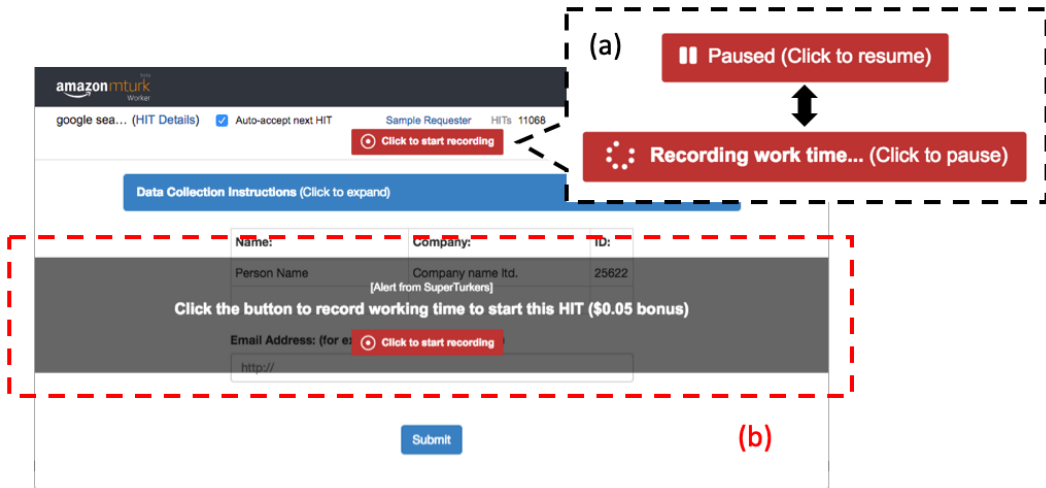 (a)
Paused (Click to resume)
Recording work time... (Click to pause)
beta
amazonmturk
Worker
google sea... (HIT Details) Auto-accept next HIT Sample Requester HITs 11068
Click to start recording
Data Collection Instructions (Click to expand)
Name: Company: ID:
Person Name Company name ltd. 25622
[Alert from SuperTurkers]
Click the button to record working time to start this HIT ($0.05 bonus)
Email Address: (for ex
Click to start recording
http://
Submit
(b)